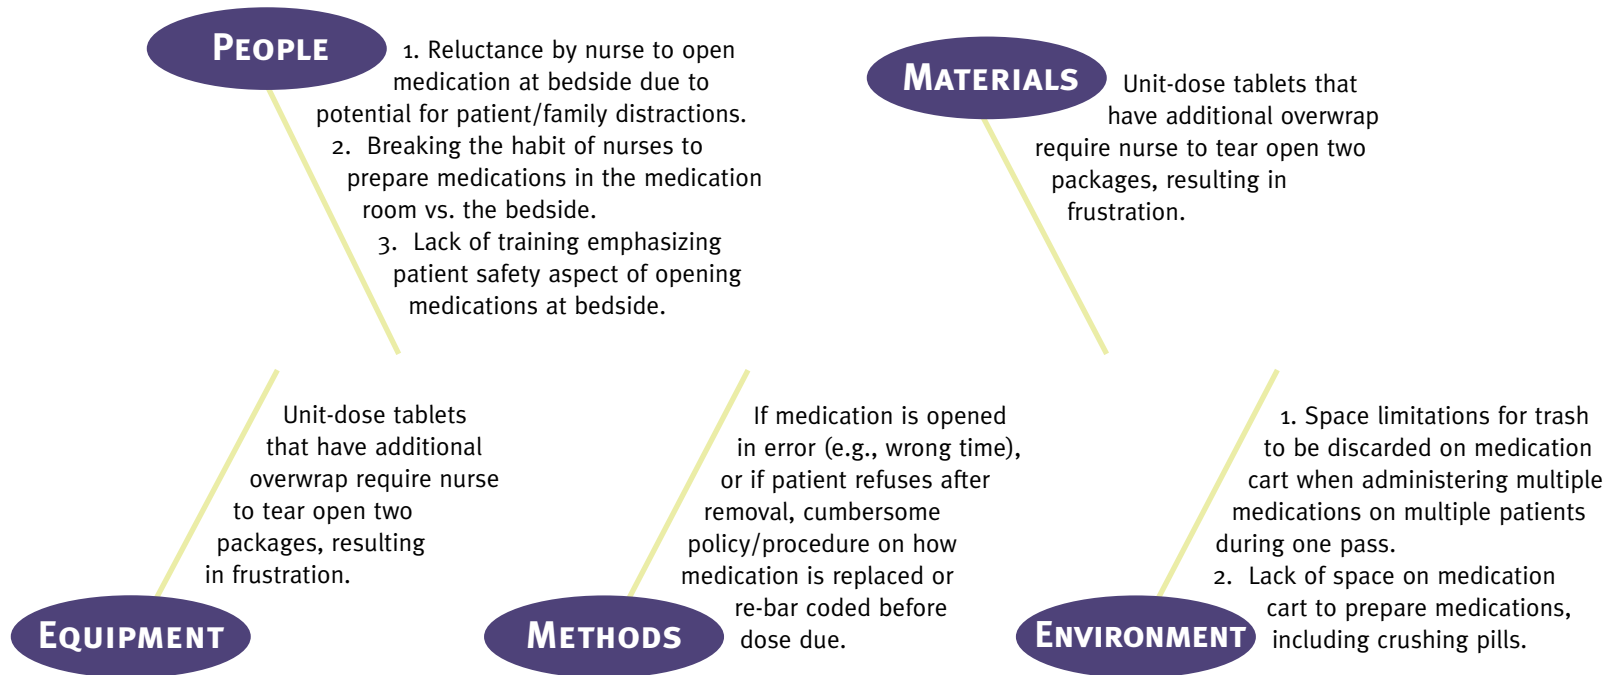 PEOPLE
1. Reluctance by nurse to open
medication at bedside due to
potential for patient/family distractions.
2. Breaking the habit of nurses to
prepare medications in the medication
room vs. the bedside.
3. Lack of training emphasizing
patient safety aspect of opening
medications at bedside.
MATERIALS
Unit-dose tablets that
have additional overwrap
require nurse to tear open two
packages, resulting in
frustration.
Unit-dose tablets
that have additional
overwrap require nurse
to tear open two
packages, resulting
in frustration.
EQUIPMENT
If medication is opened
in error (e.g., wrong time),
or if patient refuses after
removal, cumbersome
policy/procedure on how
medication is replaced or
re-bar coded before
dose due.
METHODS
1. Space limitations for trash
to be discarded on medication
cart when administering multiple
medications on multiple patients
during one pass.
2. Lack of space on medication
cart to prepare medications,
including crushing pills.
ENVIRONMENT